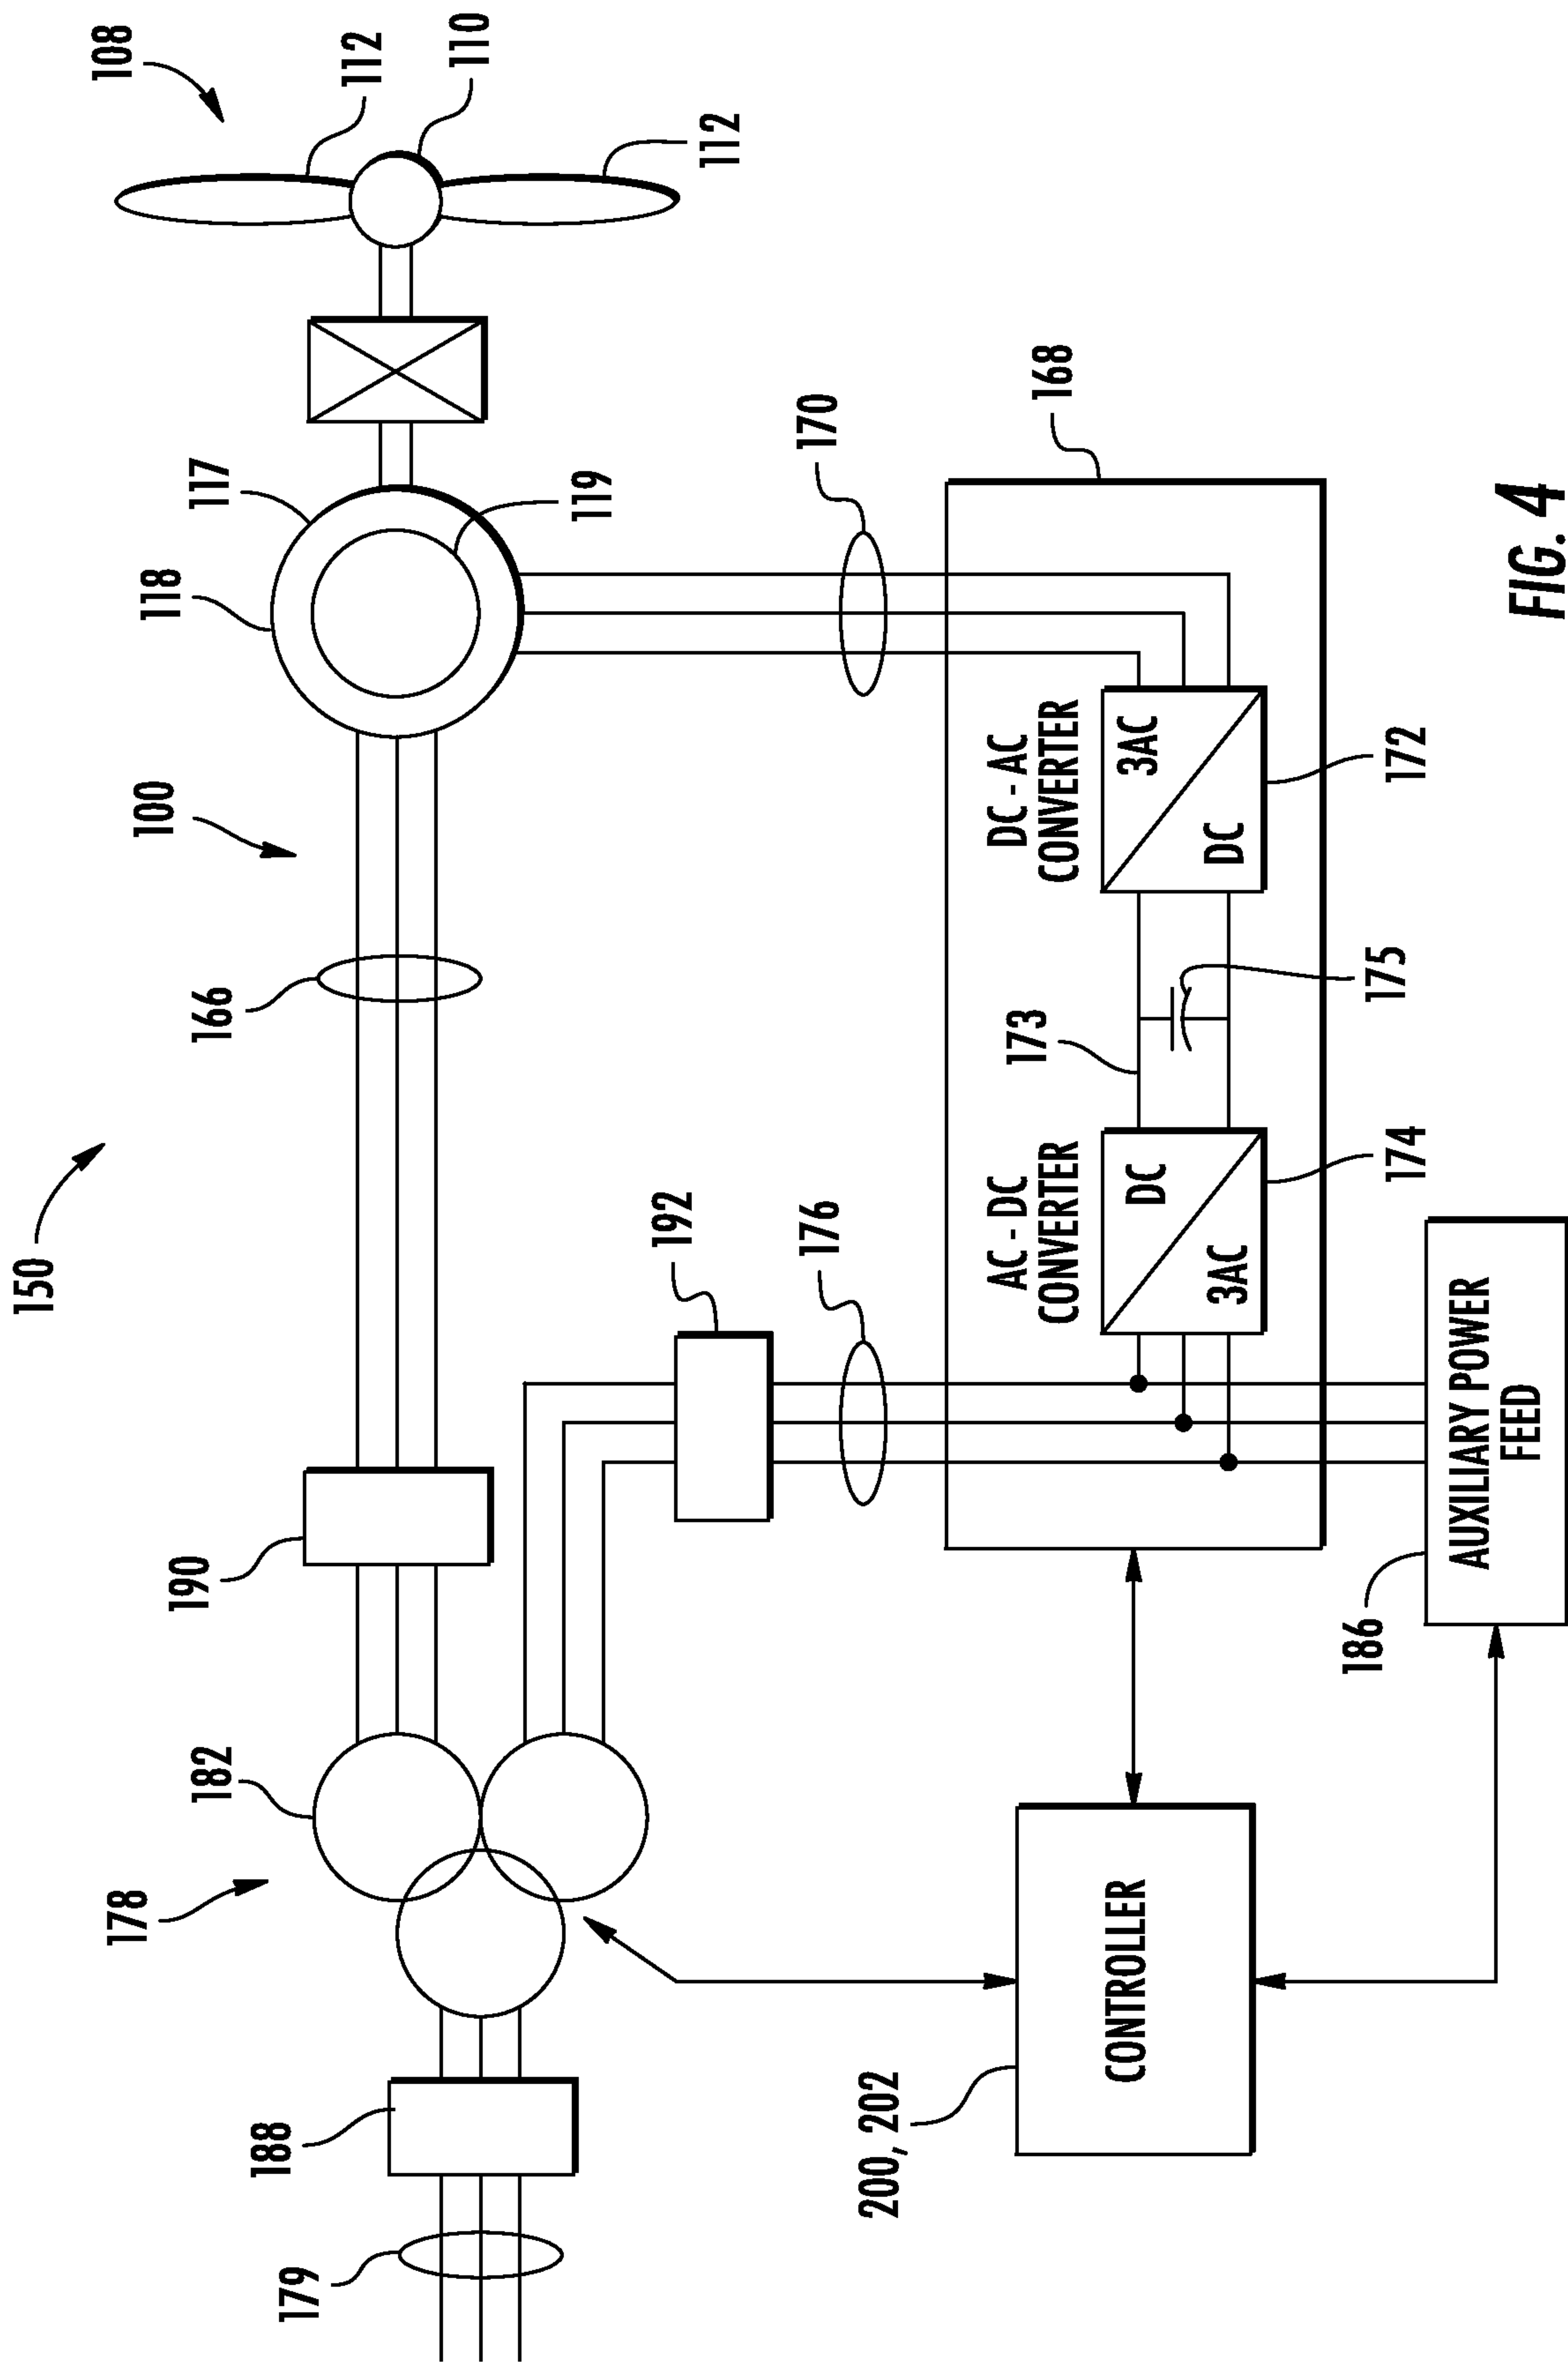 150
108
112
110
112
100
117
118
119
166
190
182
178
188
179
192
176
170
168
DC - AC
CONVERTER
3AC
DC
172
173
175
AC - DC
CONVERTER
DC
3AC
174
AUXILIARY POWER
FEED
186
CONTROLLER
200, 202
FIG. 4